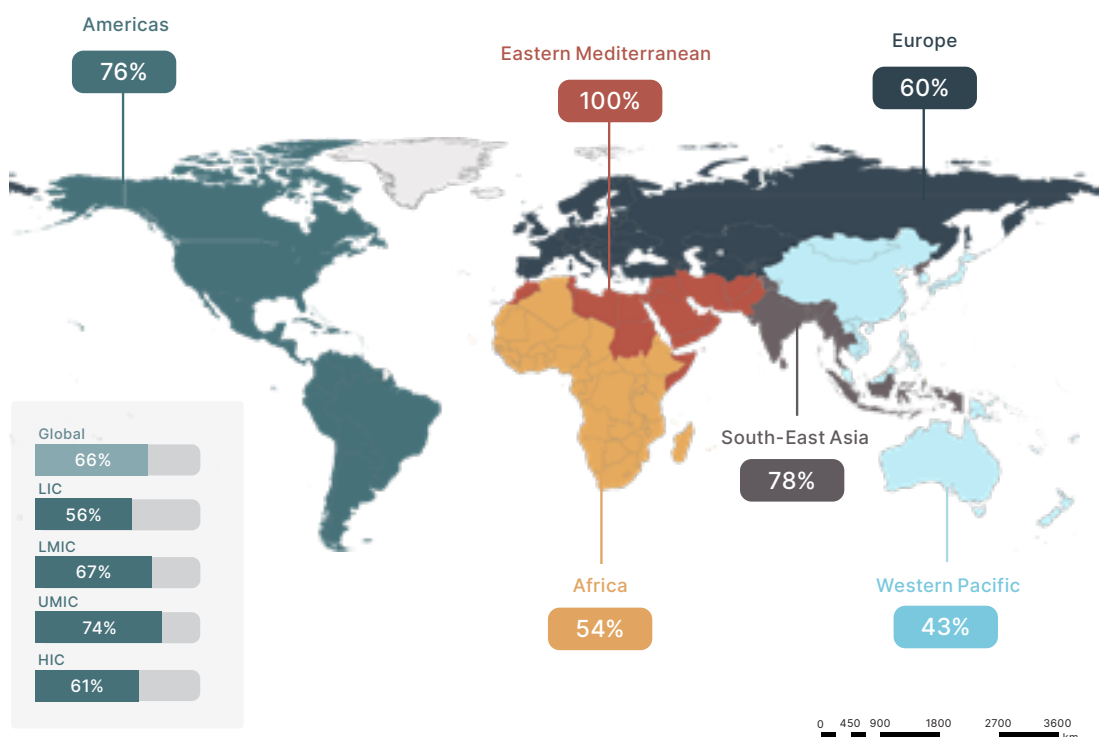 Americas
76%
Eastern Mediterranean
100%
Europe
60%
South-East Asia
78%
Africa
54%
Western Pacific
43%
Global
66%
LIC
56%
LMIC
67%
UMIC
74%
HIC
61%
0 450 900 1800 2700 3600
km